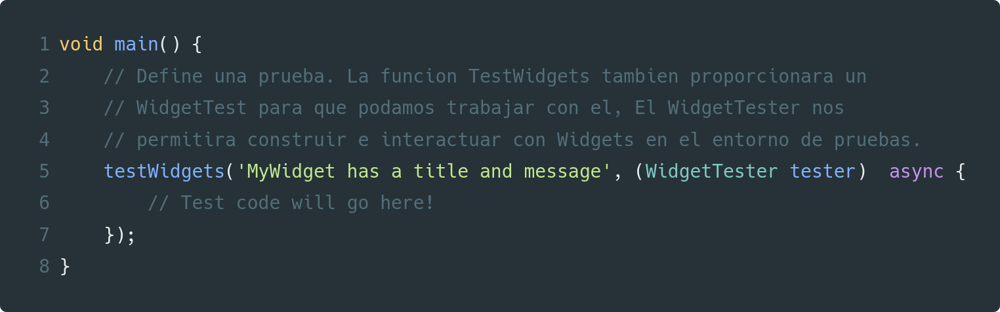 1 void main() {
2 // Define una prueba. La funcion TestWidgets tambien proporcionara un
3 // WidgetTest para que podamos trabajar con el, El WidgetTester nos
4 // permitira construir e interactuar con Widgets en el entorno de pruebas.
5 testWidgets('MyWidget has a title and message', (WidgetTester tester)  async {
6 // Test code will go here!
7 });
8 }